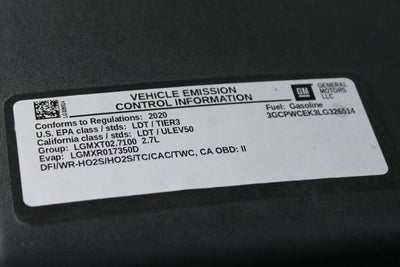 VEHICLE EMISSION
CONTROL INFORMATION
GM
GENERAL
MOTORS
LLC
Conforms to Regulations: 2020
U.S. EPA class / stds: LDT / TIER3
California class / stds: LDT / ULEV50
Group: LGMXT02.7100 2.7L
Evap: LGMXR017350D
DFI/WR-HO2S/HO2S/TC/CAC/TWC, CA OBD: II
Fuel: Gasoline
3GCPWCEK3LG326514